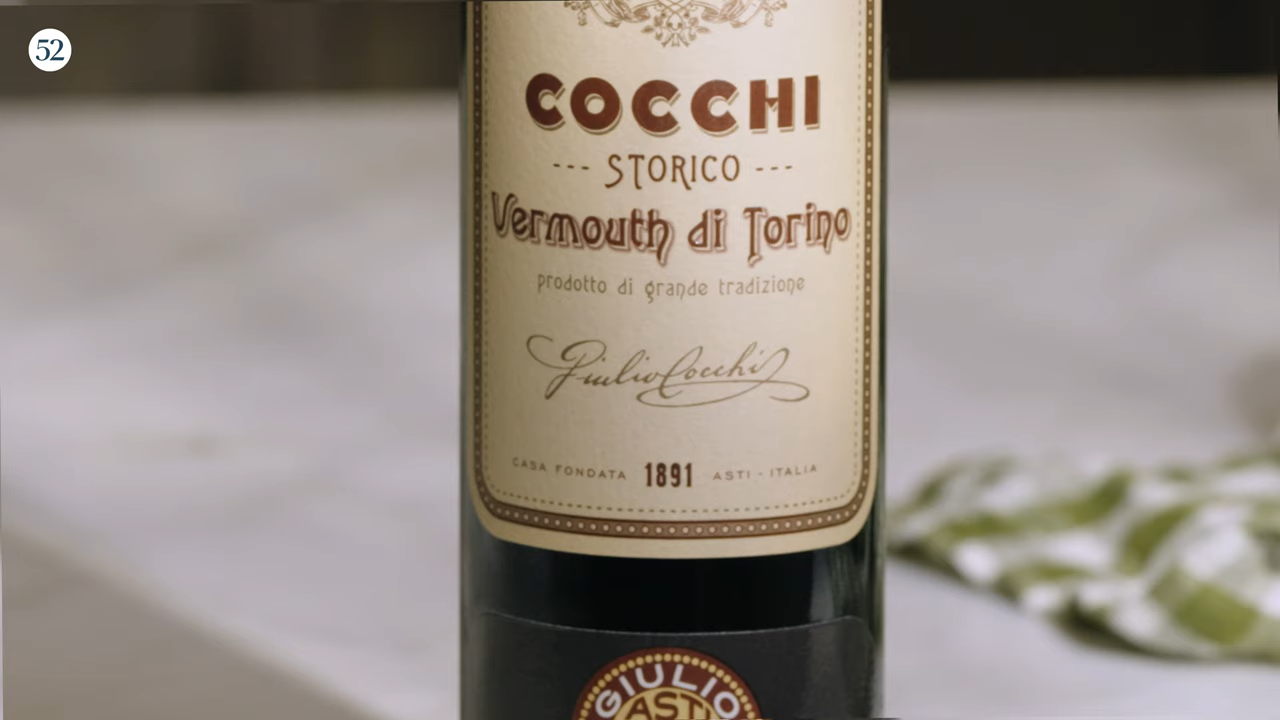 52
COCCHI
--- STORICO ---
Vermouth di Torino
prodotto di grande tradizione
Giulio Cocchi
CASA FONDATA 1891 ASTI - ITALIA
GIULIO
ASTI